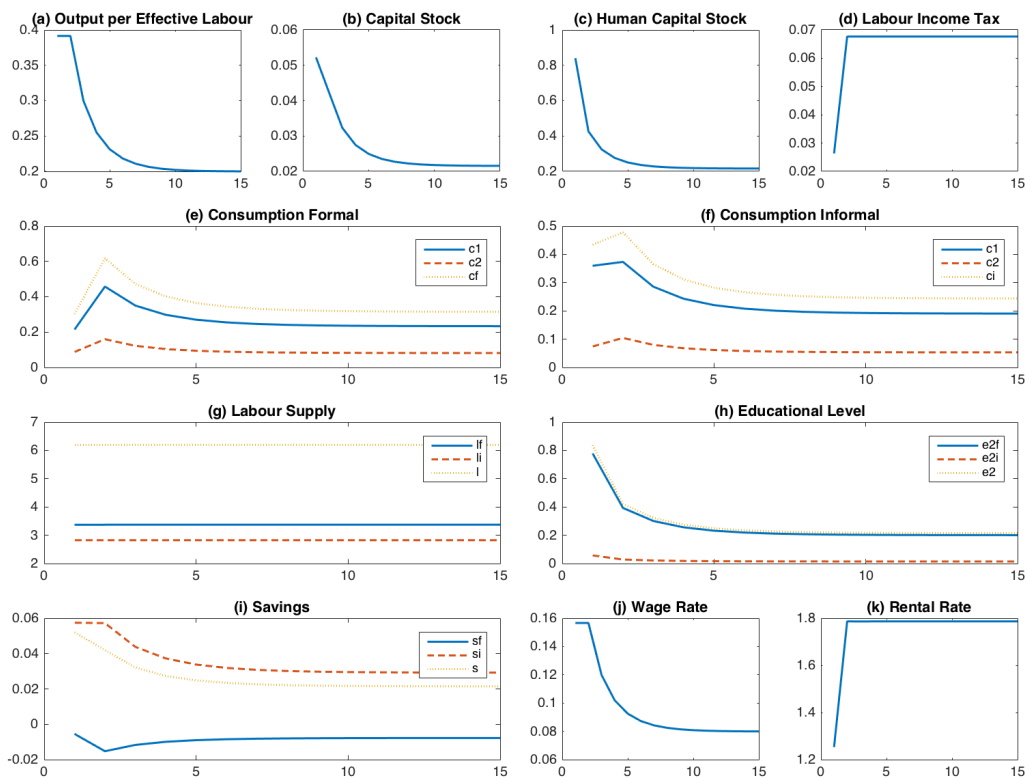 (a) Output per Effective Labour
0.4
0.35
0.3
0.25
0.2
0 5 10 15
(b) Capital Stock
0.06
0.05
0.04
0.03
0.02
0 5 10 15
(c) Human Capital Stock
1
0.8
0.6
0.4
0.2
0 5 10 15
(d) Labour Income Tax
0.07
0.06
0.05
0.04
0.03
0.02
0 5 10 15
(e) Consumption Formal
0.8
0.6
0.4
0.2
0
0 5 10 15
c1
c2
cf
(f) Consumption Informal
0.5
0.4
0.3
0.2
0.1
0
0 5 10 15
c1
c2
ci
(g) Labour Supply
7
6
5
4
3
2
0 5 10 15
lf
li
l
(h) Educational Level
1
0.8
0.6
0.4
0.2
0
0 5 10 15
e2f
e2i
e2
(i) Savings
0.06
0.04
0.02
0
-0.02
0 5 10 15
sf
si
s
(j) Wage Rate
0.16
0.14
0.12
0.1
0.08
0.06
0 5 10 15
(k) Rental Rate
1.8
1.6
1.4
1.2
0 5 10 15